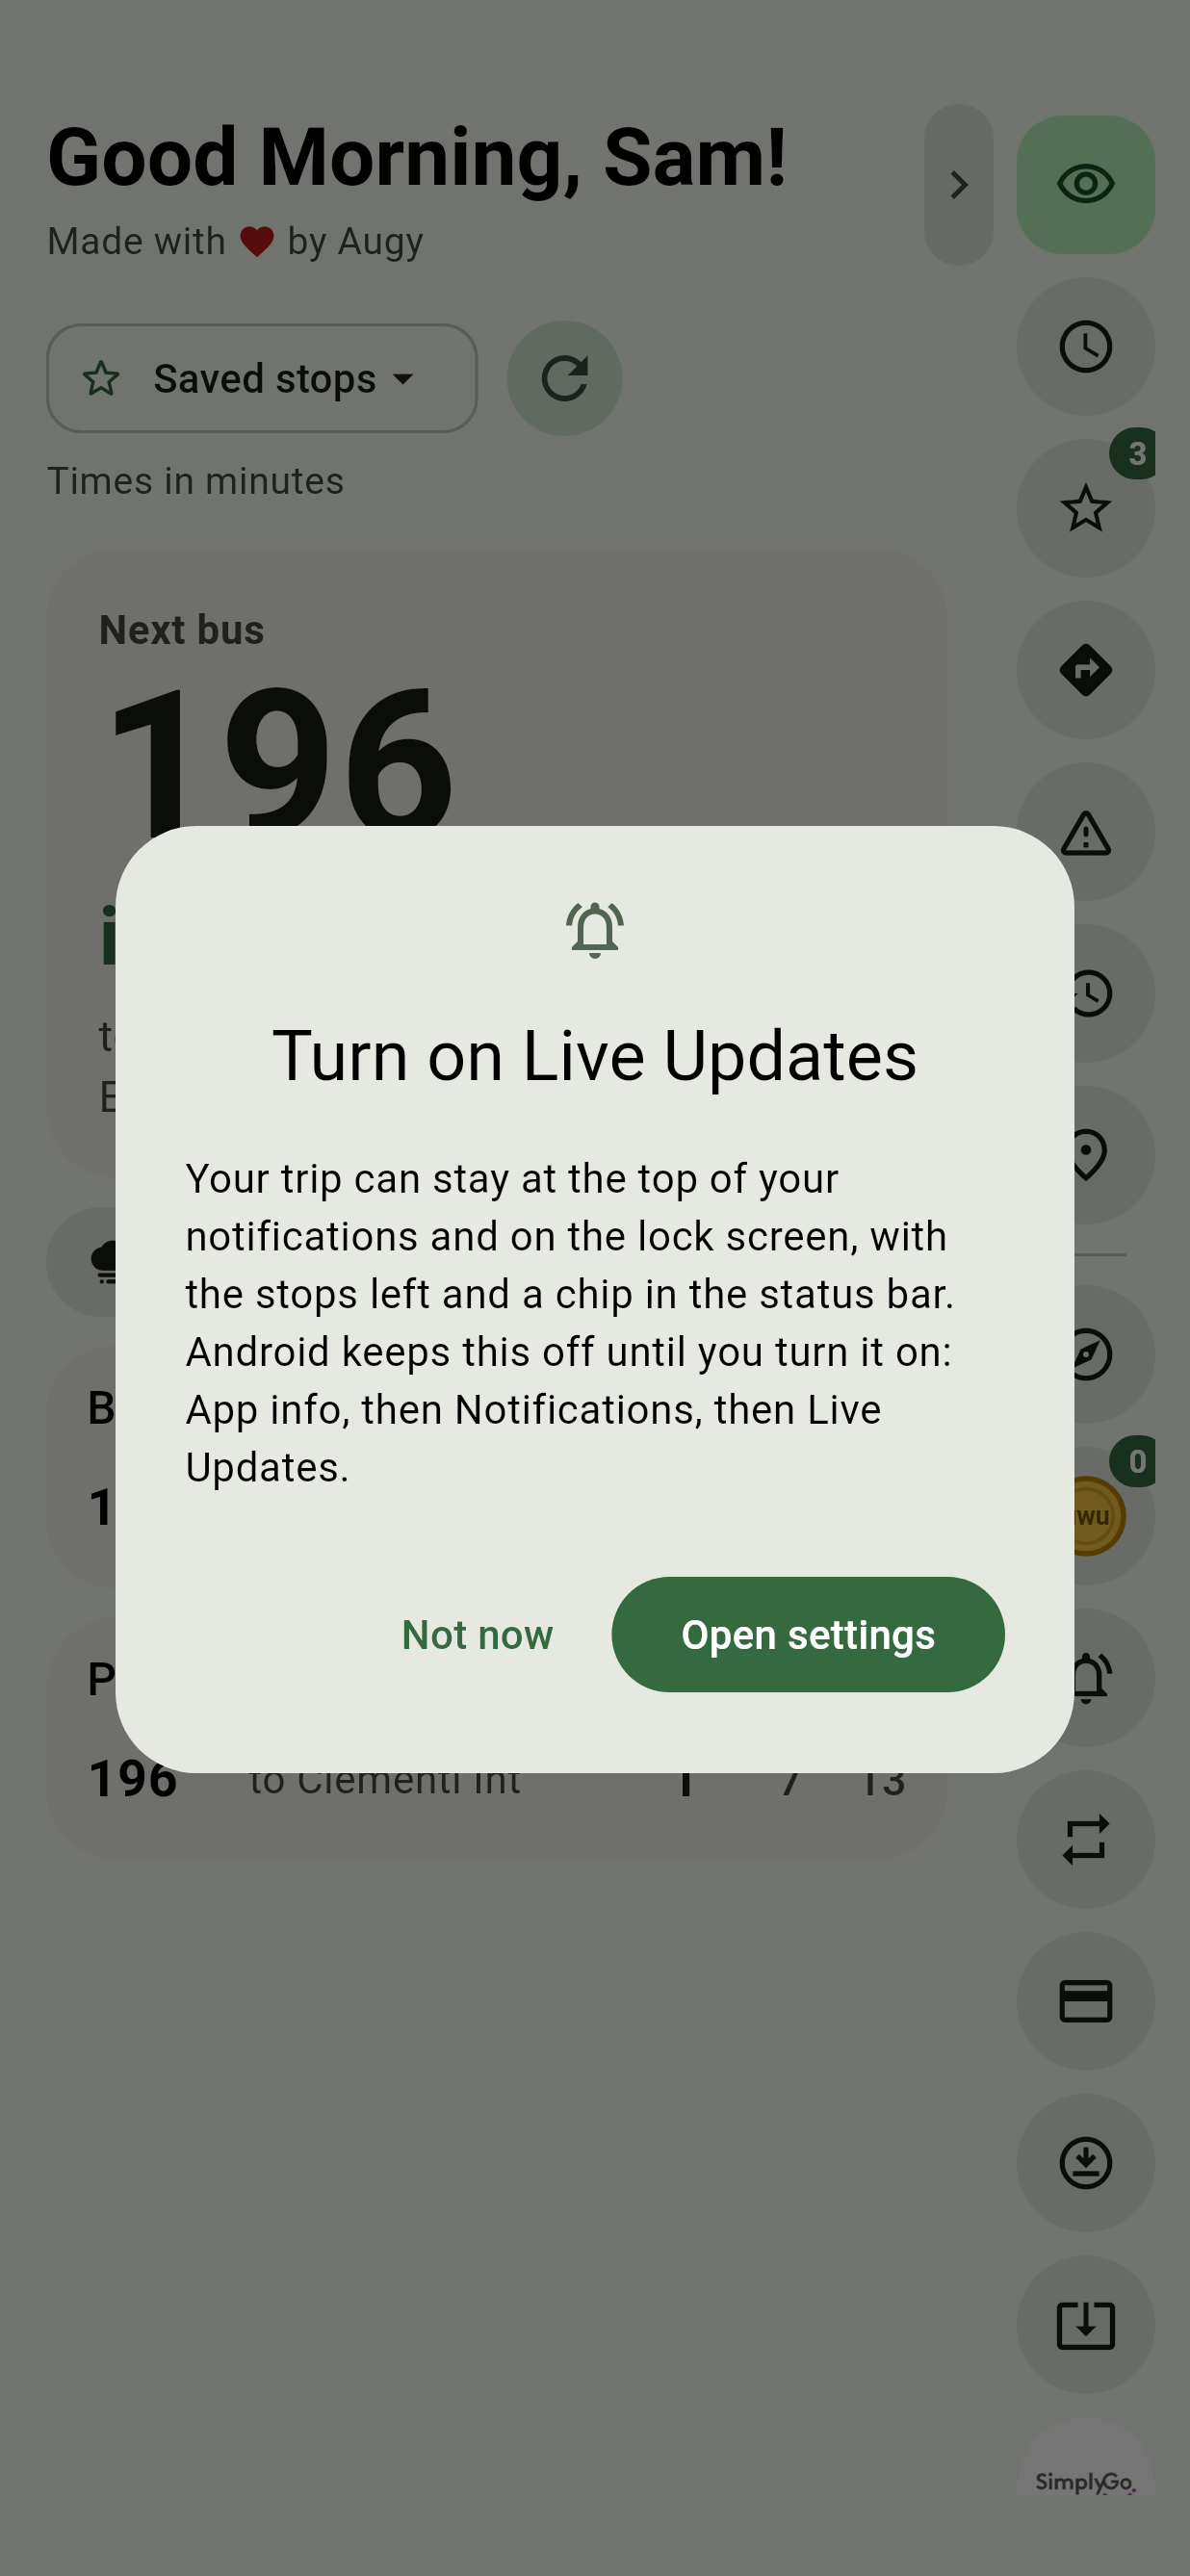 Good Morning, Sam!
Made with ❤ by Augy
Saved stops
3
Times in minutes
Next bus
196
Turn on Live Updates
Your trip can stay at the top of your
notifications and on the lock screen, with
the stops left and a chip in the status bar.
Android keeps this off until you turn it on:
App info, then Notifications, then Live
Updates.
0
Not now
Open settings
196 to Clementi Int 1 7 13
SimplyGo